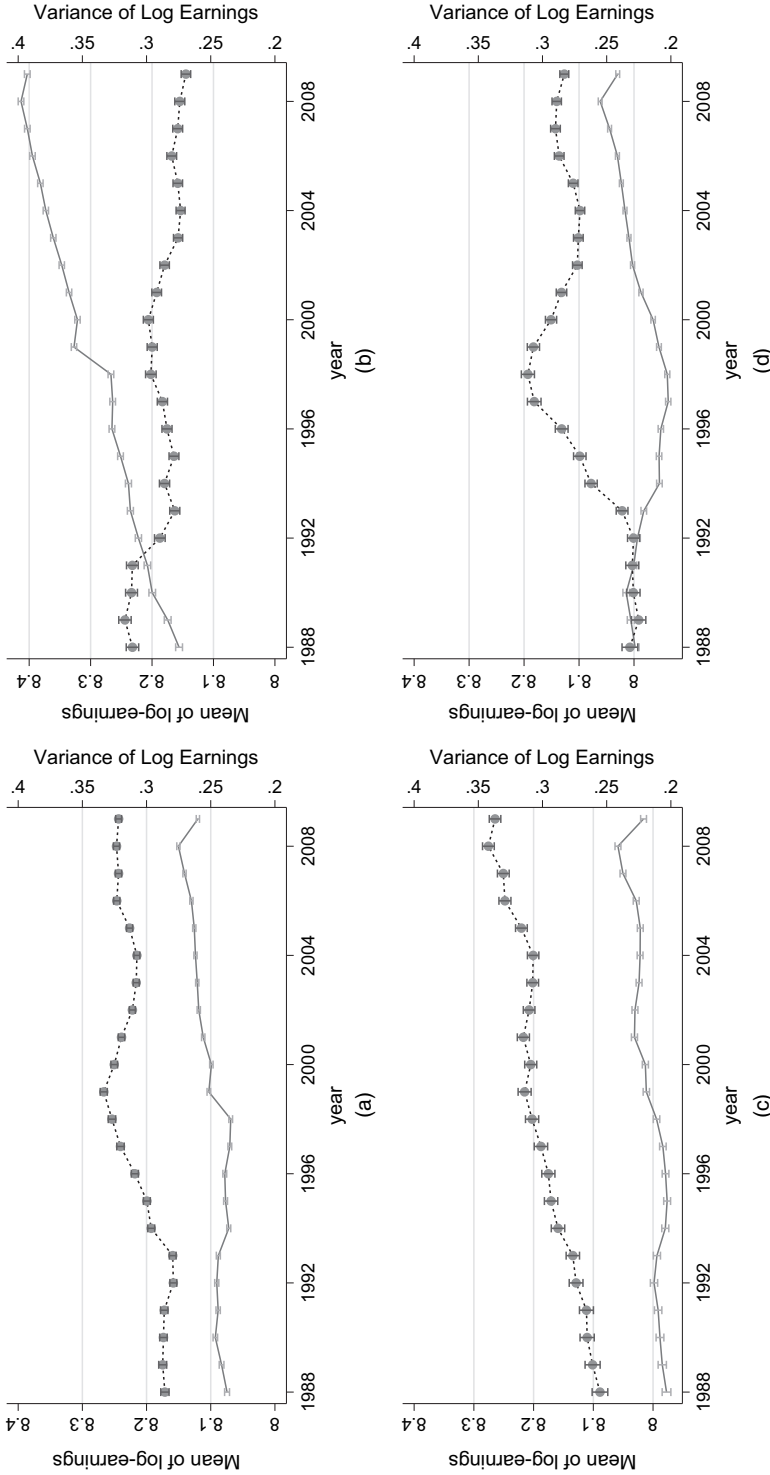 Mean of log-earnings
8.4
8.3
8.2
8.1
8
1988 1992 1996 2000 2004 2008
year
(a)
.4
.35
.3
.25
.2
Variance of Log Earnings
Mean of log-earnings
8.4
8.3
8.2
8.1
8
1988 1992 1996 2000 2004 2008
year
(b)
.4
.35
.3
.25
.2
Variance of Log Earnings
Mean of log-earnings
8.4
8.3
8.2
8.1
8
1988 1992 1996 2000 2004 2008
year
(c)
.4
.35
.3
.25
.2
Variance of Log Earnings
Mean of log-earnings
8.4
8.3
8.2
8.1
8
1988 1992 1996 2000 2004 2008
year
(d)
.4
.35
.3
.25
.2
Variance of Log Earnings